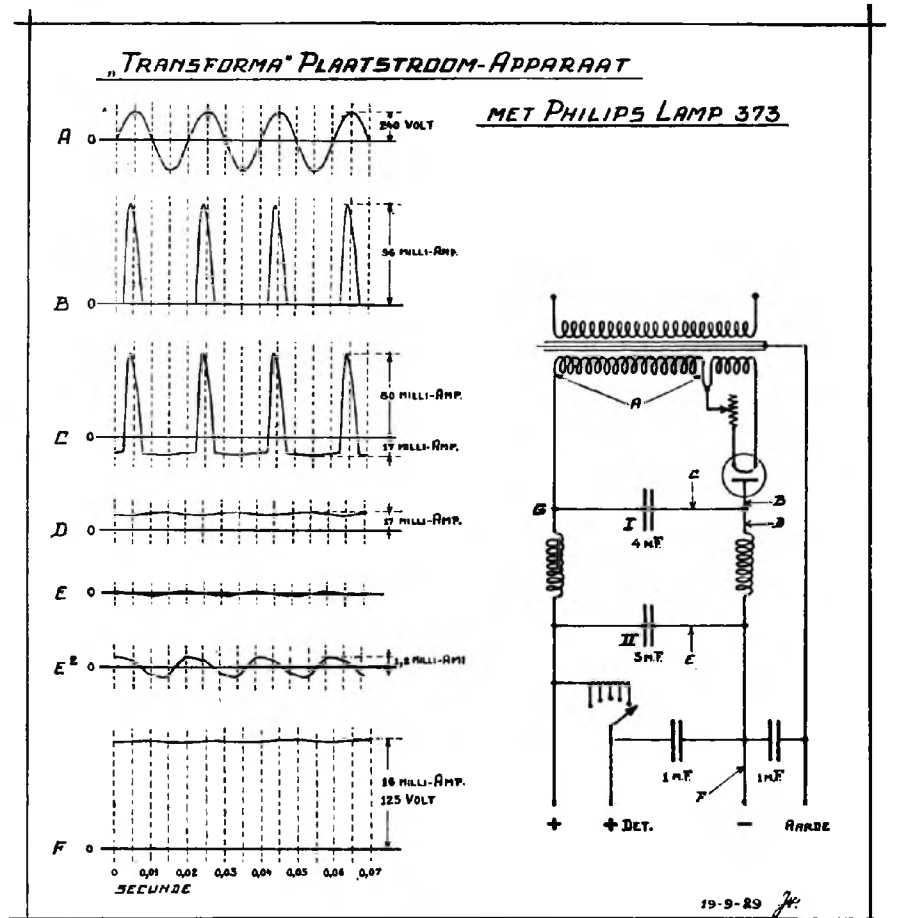 „TRANSFORMA" PLAATSTROOM-APPARAAT
MET PHILIPS LAMP 373
A 0
240 VOLT
B 0
96 MILLI-AMP.
C 0
80 MILLI-AMP.
17 MILLI-AMP.
D 0
17 MILLI-AMP.
E 0
E² 0
1,2 MILLI-AMP
F 0
16 MILLI-AMP.
125 VOLT
0 0,01 0,02 0,03 0,04 0,05 0,06 0,07
SECUNDE
A
C
B
G
D
I
4 M.F.
II
E
3 M.F.
1 M.F.
1 M.F.
F
+ + DET. - AARDE
19-9-29